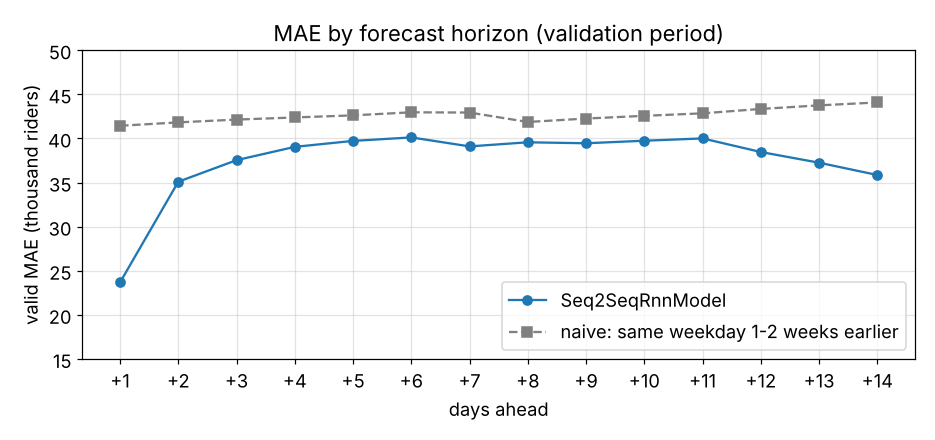 MAE by forecast horizon (validation period)
valid MAE (thousand riders)
50
45
40
35
30
25
20
15
Seq2SeqRnnModel
naive: same weekday 1-2 weeks earlier
+1 +2 +3 +4 +5 +6 +7 +8 +9 +10 +11 +12 +13 +14
days ahead